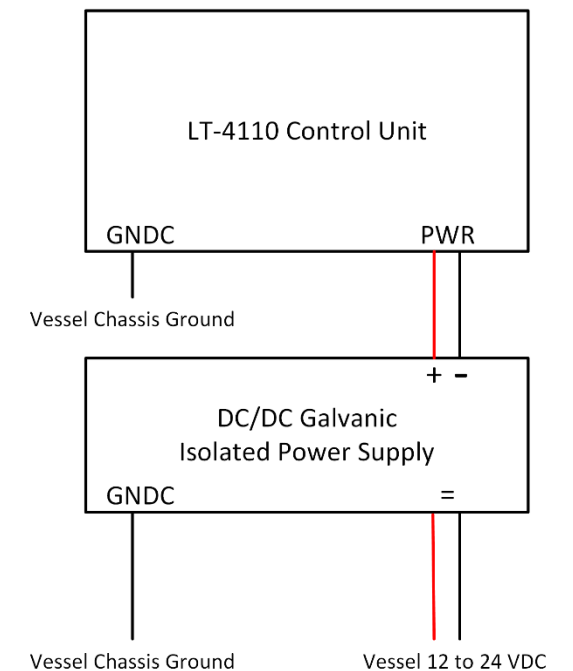 LT-4110 Control Unit
GNDC PWR
Vessel Chassis Ground
+ -
DC/DC Galvanic
Isolated Power Supply
GNDC =
Vessel Chassis Ground Vessel 12 to 24 VDC